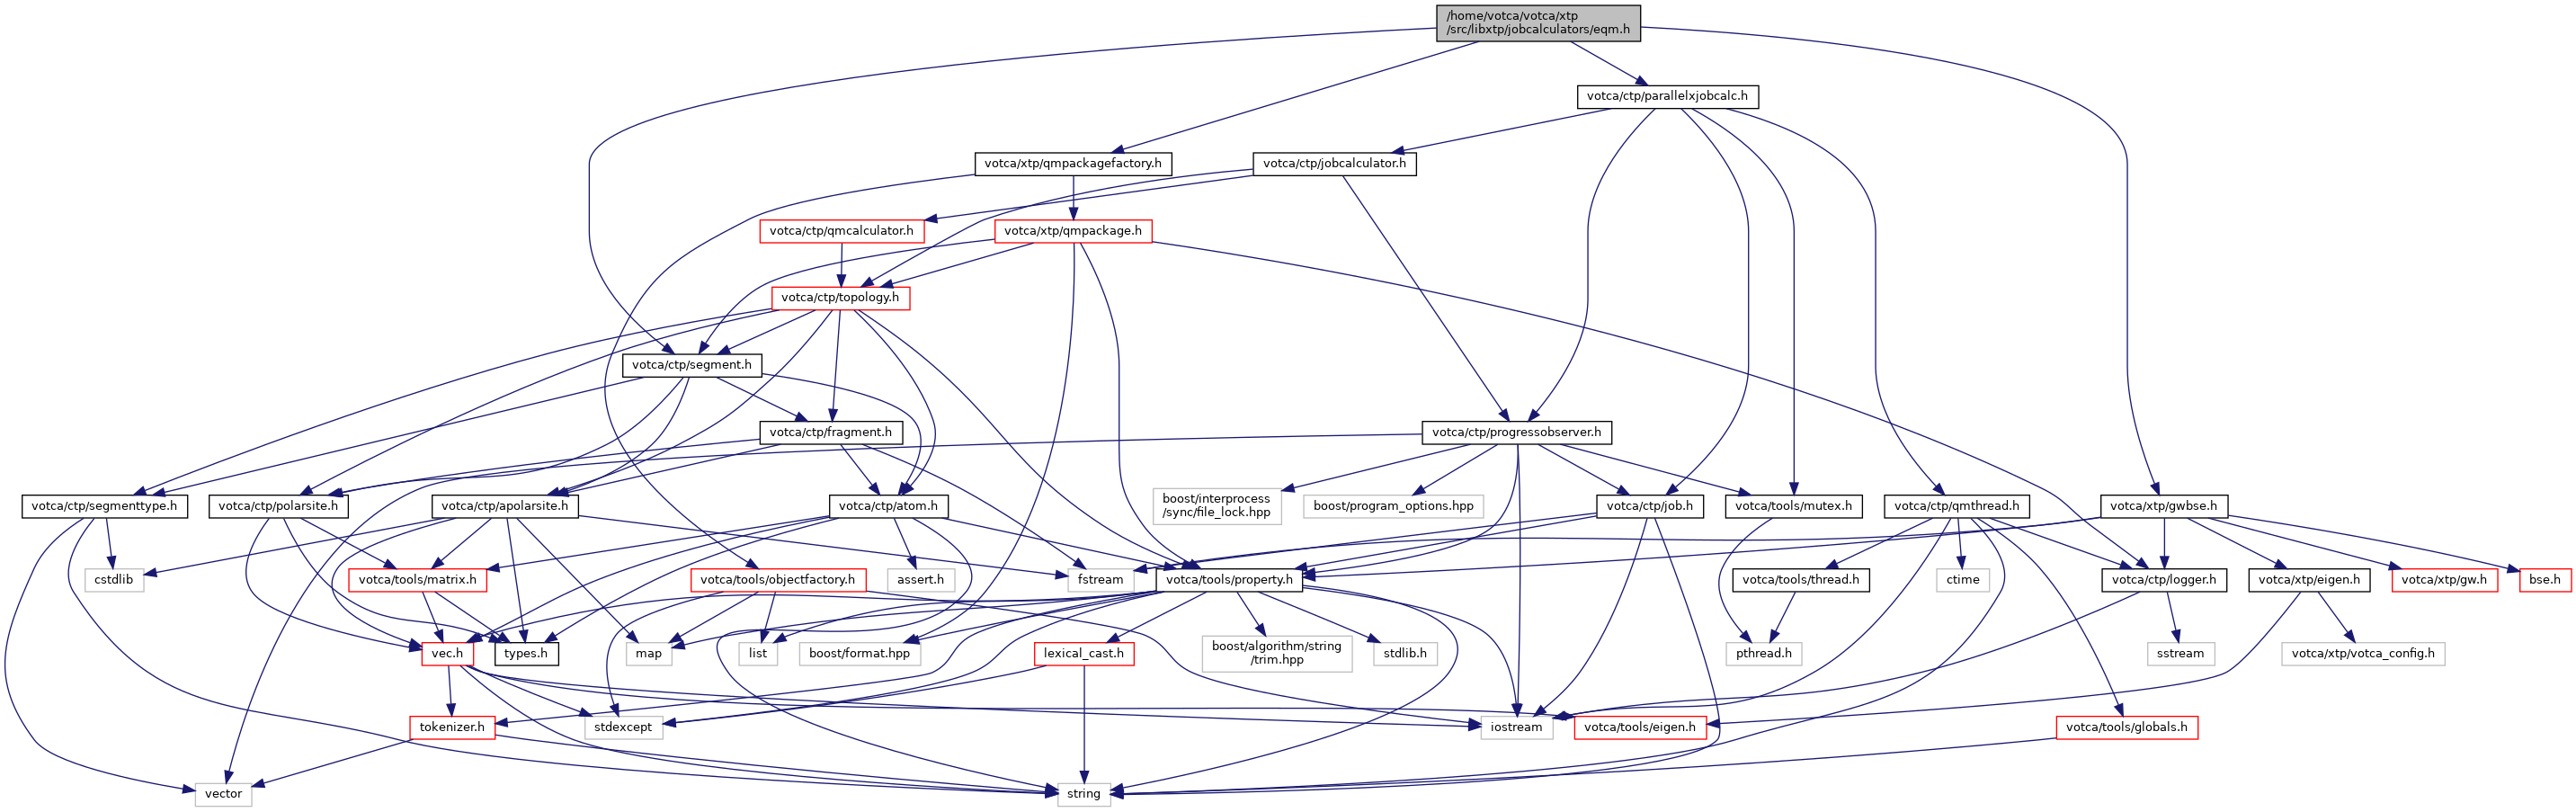 /home/votca/votca/xtp
/src/libxtp/jobcalculators/eqm.h
votca/ctp/parallelxjobcalc.h
votca/xtp/qmpackagefactory.h
votca/ctp/jobcalculator.h
votca/ctp/qmcalculator.h
votca/xtp/qmpackage.h
votca/ctp/topology.h
votca/ctp/segment.h
votca/ctp/fragment.h
votca/ctp/progressobserver.h
votca/ctp/segmenttype.h
votca/ctp/polarsite.h
votca/ctp/apolarsite.h
votca/ctp/atom.h
boost/interprocess
/sync/file_lock.hpp
boost/program_options.hpp
votca/ctp/job.h
votca/tools/mutex.h
votca/ctp/qmthread.h
votca/xtp/gwbse.h
cstdlib
votca/tools/matrix.h
votca/tools/objectfactory.h
assert.h
fstream
votca/tools/property.h
votca/tools/thread.h
ctime
votca/ctp/logger.h
votca/xtp/eigen.h
votca/xtp/gw.h
bse.h
vec.h
types.h
map
list
boost/format.hpp
lexical_cast.h
boost/algorithm/string
/trim.hpp
stdlib.h
pthread.h
sstream
votca/xtp/votca_config.h
tokenizer.h
stdexcept
iostream
votca/tools/eigen.h
votca/tools/globals.h
vector
string